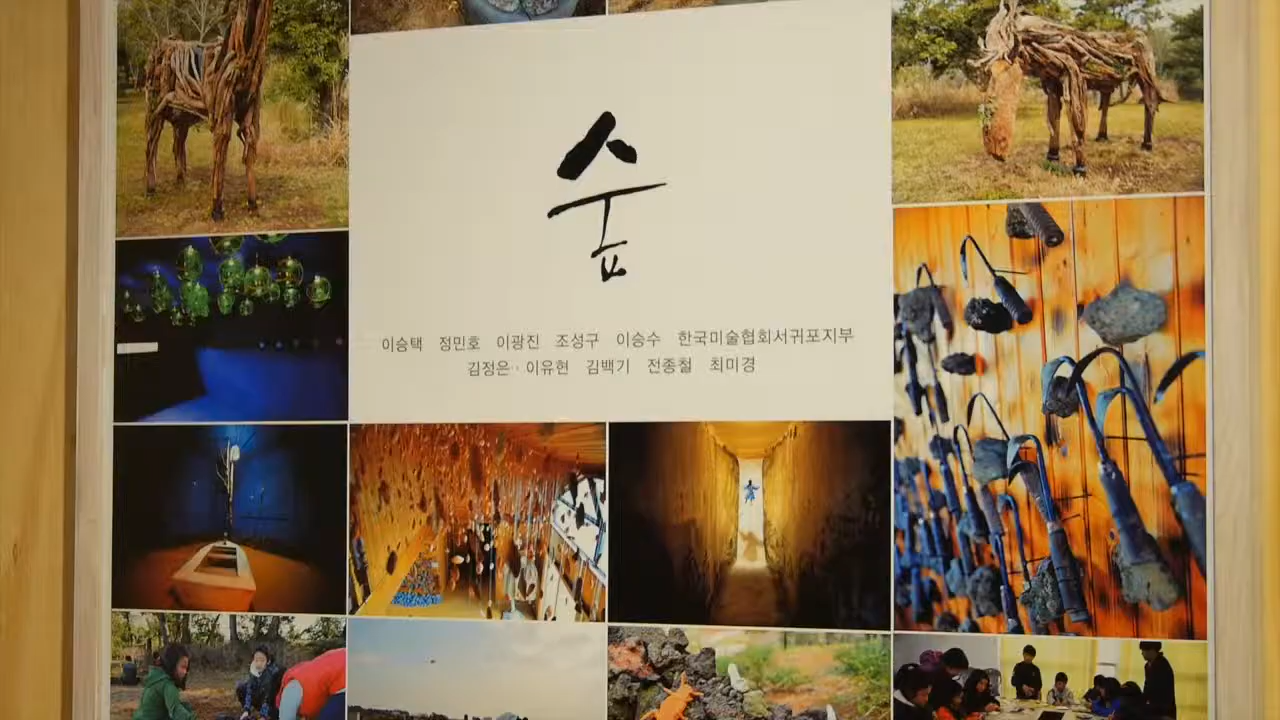 숲
이승택 정민호 이광진 조성구 이승수 한국미술협회서귀포지부
김정은·· 이유현 김백기 전종철 최미경